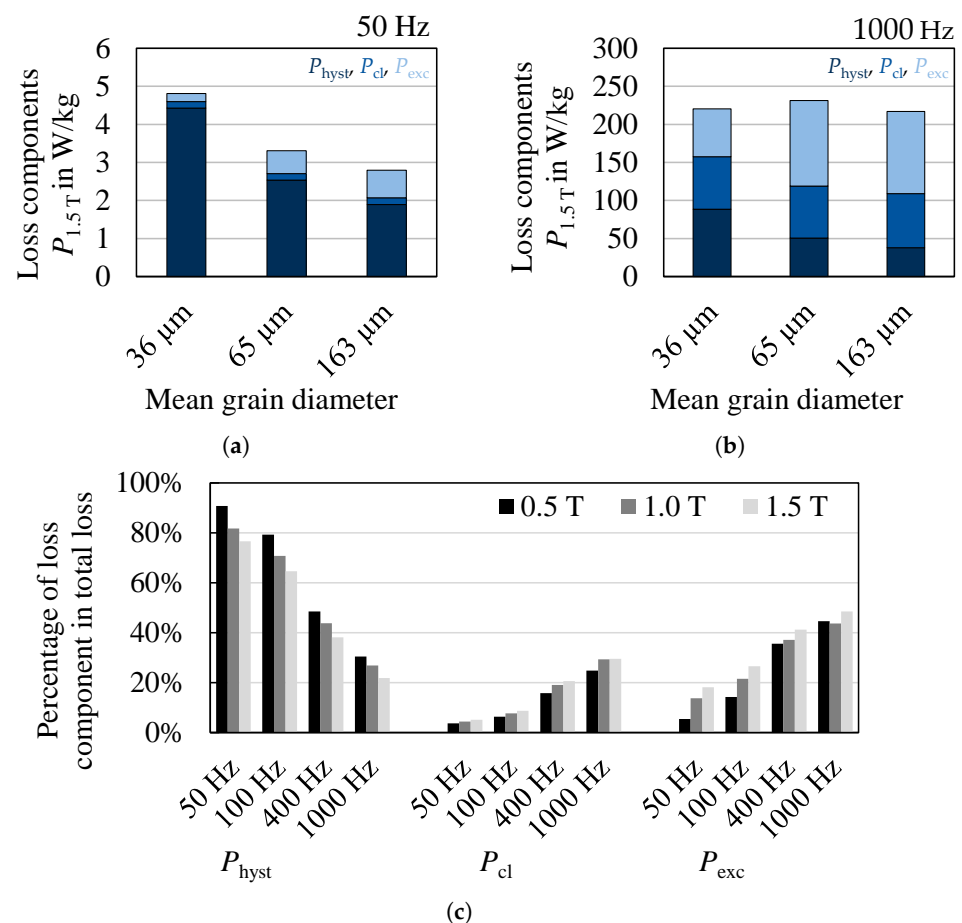 50 Hz
6
5
4
3
2
1
0
Loss components
P1.5 T in W/kg
Physt, Pcl, Pexc
36 µm
65 µm
163 µm
Mean grain diameter
(a)
1000 Hz
300
250
200
150
100
50
0
Loss components
P1.5 T in W/kg
Physt, Pcl, Pexc
36 µm
65 µm
163 µm
Mean grain diameter
(b)
100%
80%
60%
40%
20%
0%
Percentage of loss
component in total loss
0.5 T 1.0 T 1.5 T
50 Hz 100 Hz 400 Hz 1000 Hz 50 Hz 100 Hz 400 Hz 1000 Hz 50 Hz 100 Hz 400 Hz 1000 Hz
Physt Pcl Pexc
(c)